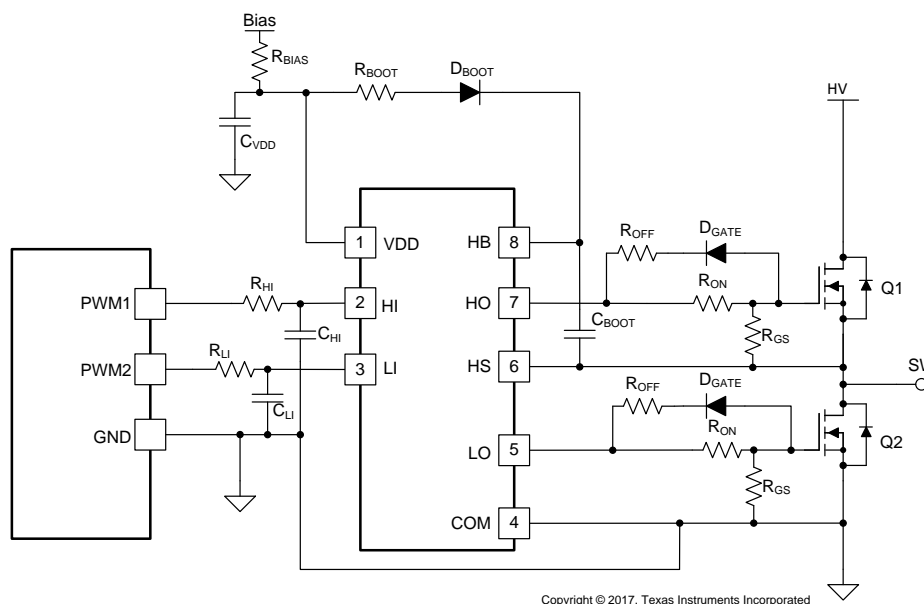 Bias
RBIAS
RBOOT
DBOOT
HV
CVDD
1
VDD
HB
8
ROFF
DGATE
PWM1
RHI
2
HI
HO
7
RON
Q1
CHI
CBOOT
RGS
PWM2
RLI
3
LI
HS
6
SW
ROFF
DGATE
CLI
RON
GND
LO
5
Q2
RGS
COM
4
Copyright © 2017, Texas Instruments Incorporated